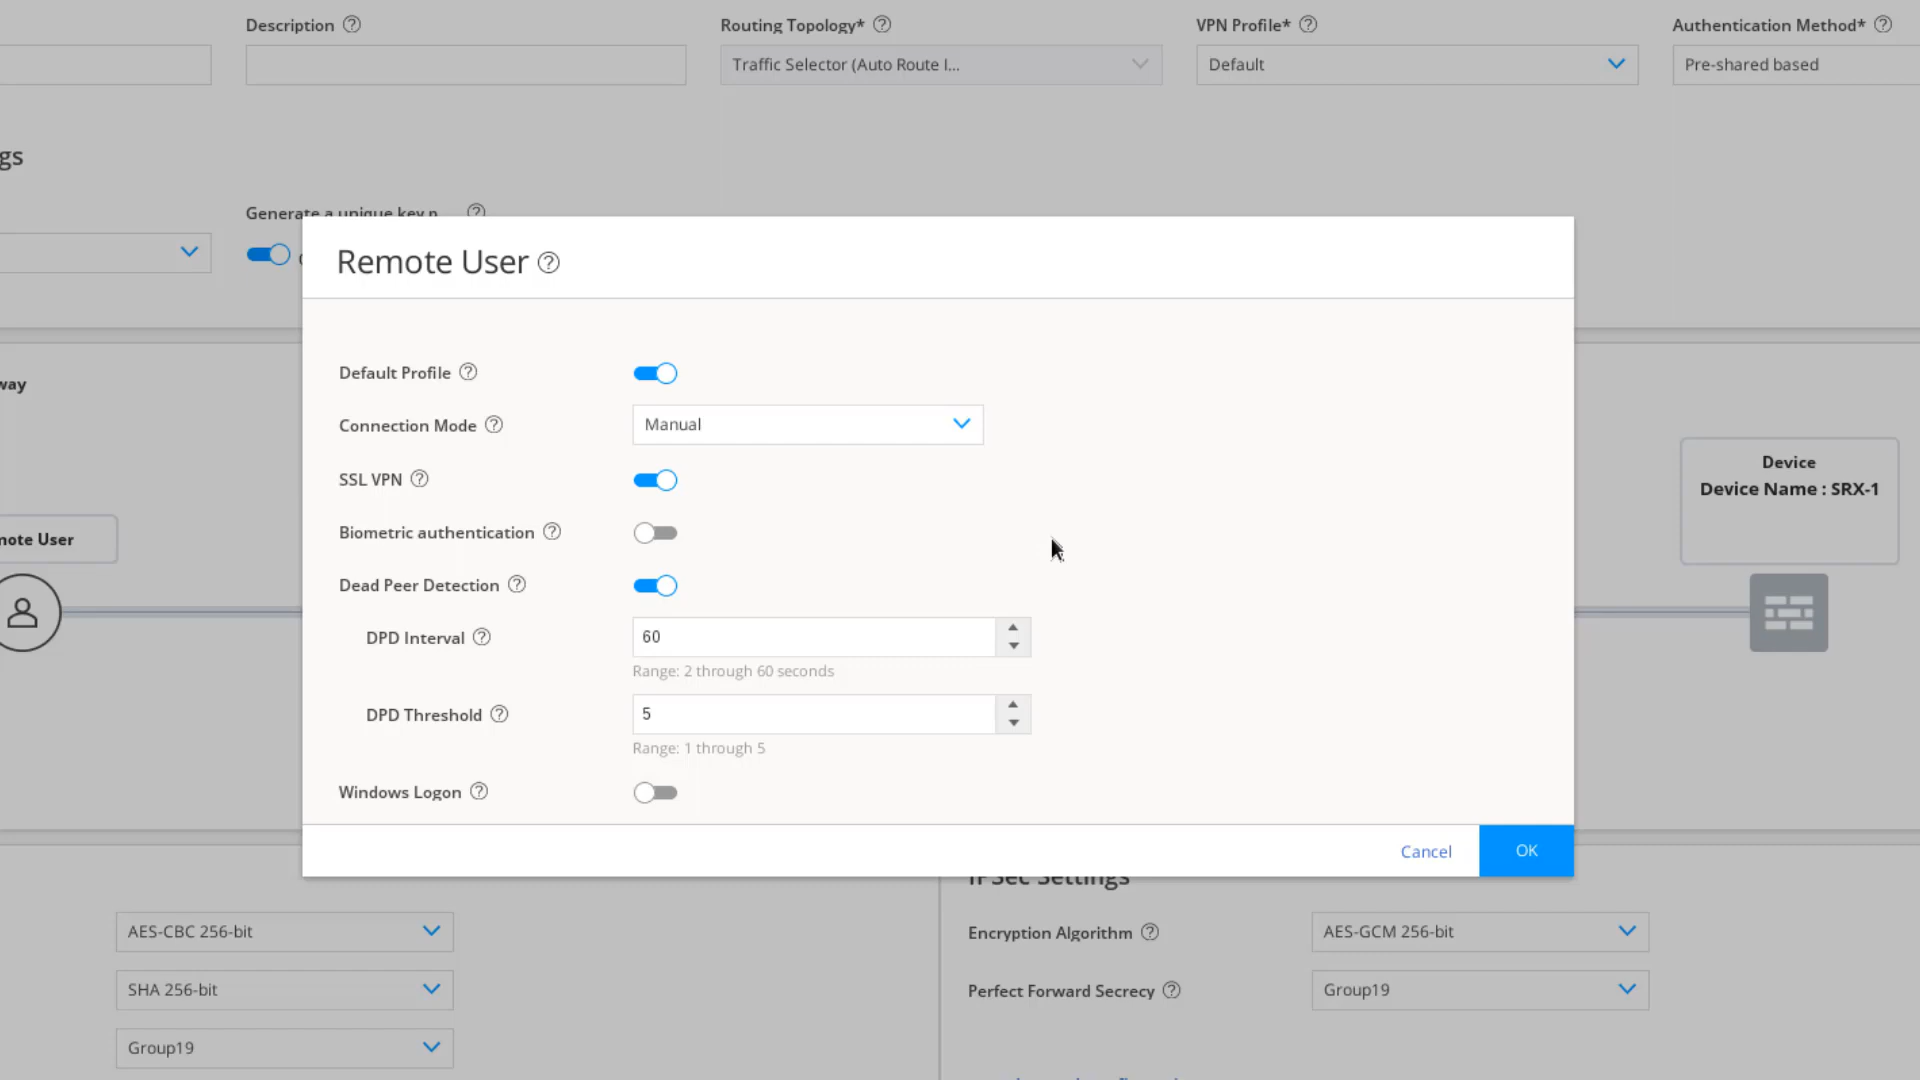 Description
Routing Topology*
VPN Profile*
Authentication Method*
Traffic Selector (Auto Route I...
Default
Pre-shared based
gs
Generate a unique key p...
Remote User
Default Profile
Connection Mode
Manual
SSL VPN
Biometric authentication
Dead Peer Detection
DPD Interval
60
Range: 2 through 60 seconds
DPD Threshold
5
Range: 1 through 5
Windows Logon
Cancel
OK
way
mote User
Device
Device Name : SRX-1
AES-CBC 256-bit
SHA 256-bit
Group19
IPSec Settings
Encryption Algorithm
AES-GCM 256-bit
Perfect Forward Secrecy
Group19